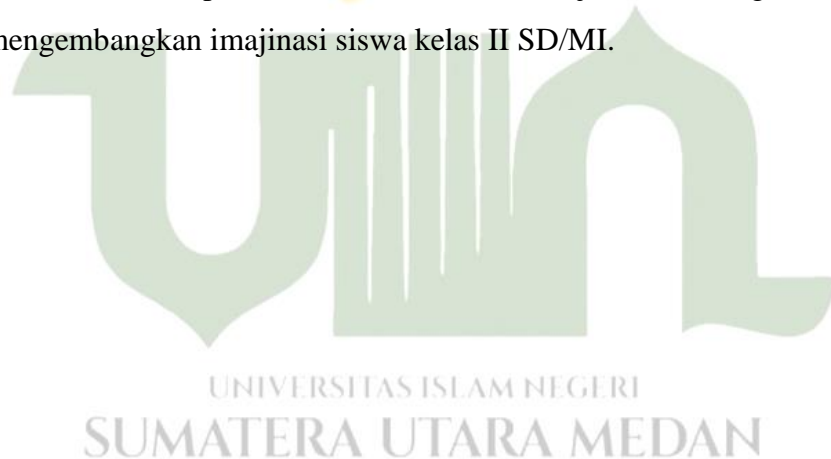 mengembangkan imajinasi siswa kelas II SD/MI.
UNIVERSITAS ISLAM NEGERI
SUMATERA UTARA MEDAN